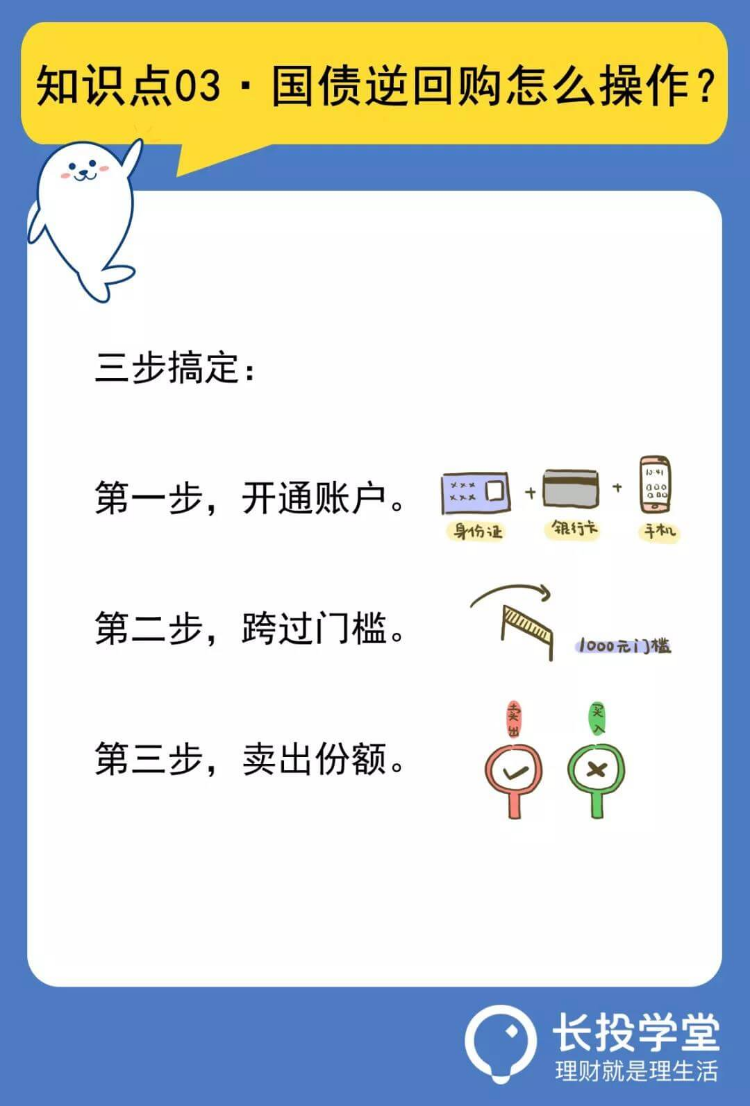 知识点03·国债逆回购怎么操作？
三步搞定：
第一步，开通账户。
×××
×××
+
+
12:41
身份证
银行卡
手机
第二步，跨过门槛。
1000元门槛
卖出
买入
第三步，卖出份额。
长投学堂
理财就是理生活